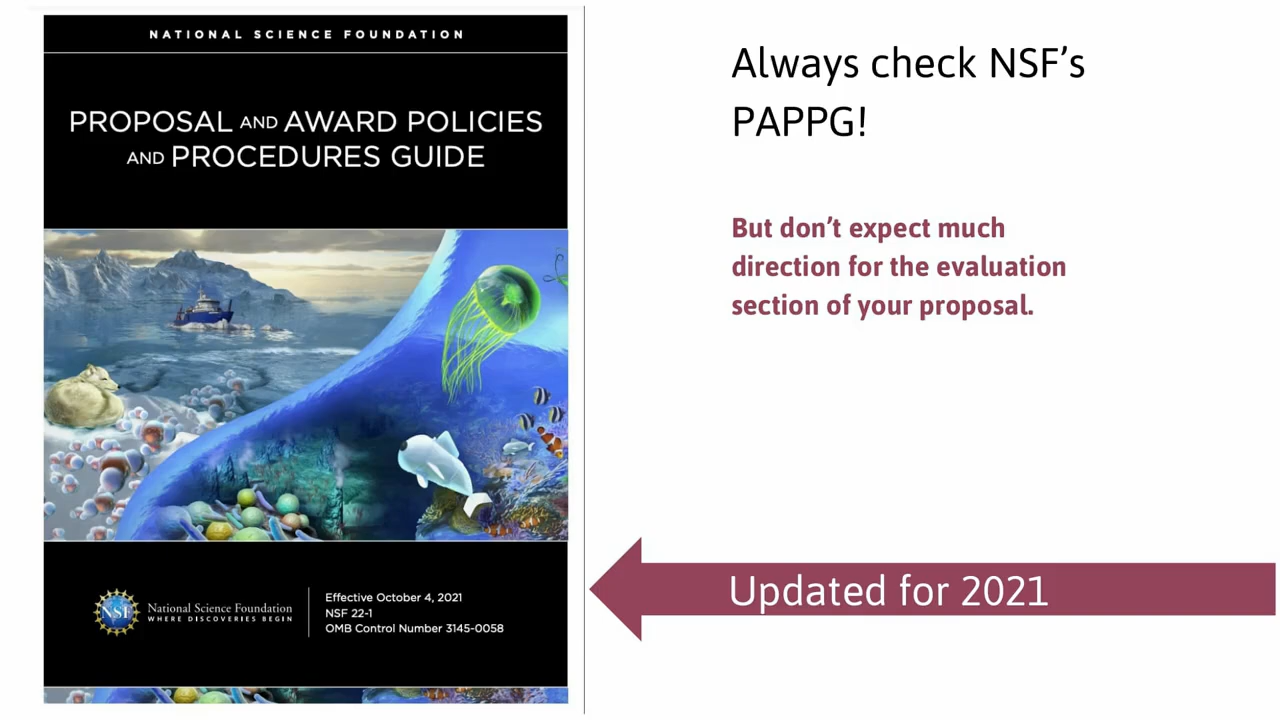 NATIONAL SCIENCE FOUNDATION
PROPOSAL AND AWARD POLICIES
AND PROCEDURES GUIDE
NSF
National Science Foundation
WHERE DISCOVERIES BEGIN
Effective October 4, 2021
NSF 22-1
OMB Control Number 3145-0058
Always check NSF’s
PAPPG!
But don’t expect much
direction for the evaluation
section of your proposal.
Updated for 2021